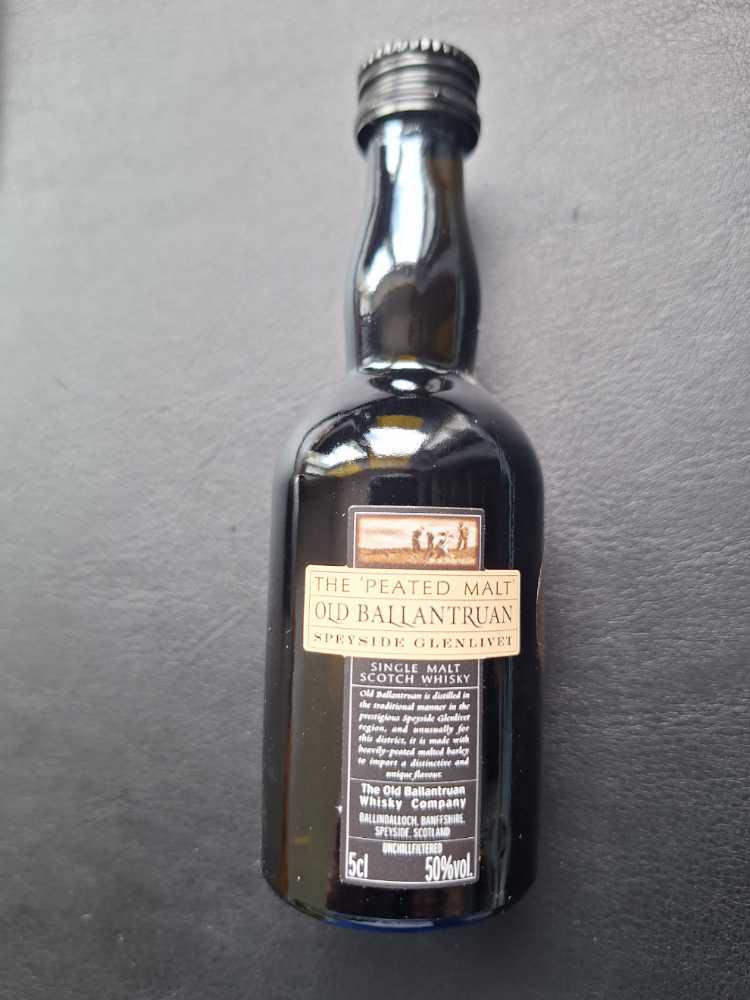 THE 'PEATED MALT'
OLD BALLANTRUAN
SPEYSIDE GLENLIVET
SINGLE MALT
SCOTCH WHISKY
Old Ballantruan is distilled in
the traditional manner in the
prestigious Speyside Glenlivet
region, and unusually for
this district, it is made with
heavily-peated malted barley
to impart a distinctive and
unique flavour.
The Old Ballantruan
Whisky Company
BALLINDALLOCH, BANFFSHIRE,
SPEYSIDE, SCOTLAND
UNCHILLFILTERED
5cl 50%vol.